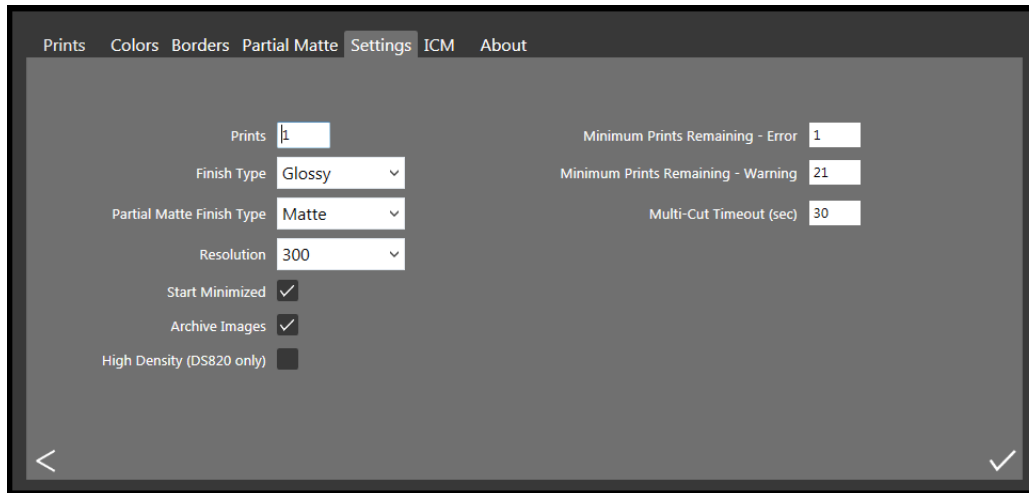 Prints Colors Borders Partial Matte Settings ICM About
Prints 1
Finish Type Glossy
Partial Matte Finish Type Matte
Resolution 300
Start Minimized
Archive Images
High Density (DS820 only)
Minimum Prints Remaining - Error 1
Minimum Prints Remaining - Warning 21
Multi-Cut Timeout (sec) 30